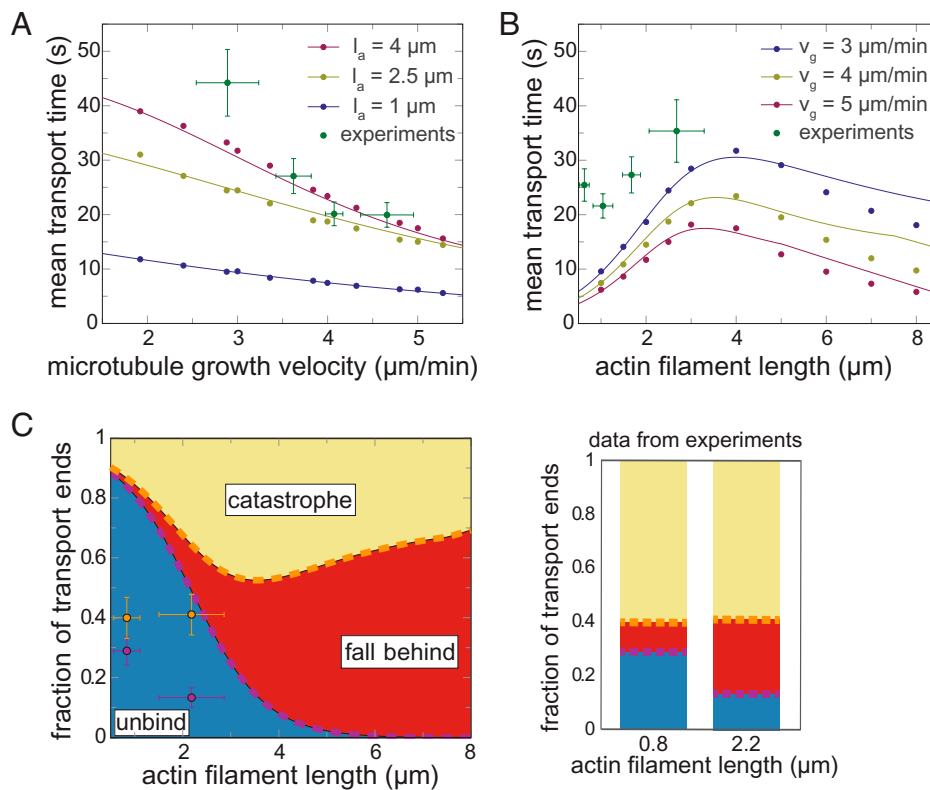 A
mean transport time (s)
50
40
30
20
10
0
2
3
4
5
microtubule growth velocity (µm/min)
l_a = 4 µm
l_a = 2.5 µm
l_a = 1 µm
experiments
B
mean transport time (s)
50
40
30
20
10
0
2
4
6
8
actin filament length (µm)
v_g = 3 µm/min
v_g = 4 µm/min
v_g = 5 µm/min
experiments
C
fraction of transport ends
1
0.8
0.6
0.4
0.2
0
2
4
6
8
actin filament length (µm)
catastrophe
fall behind
unbind
data from experiments
fraction of transport ends
1
0.8
0.6
0.4
0.2
0
0.8
2.2
actin filament length (µm)